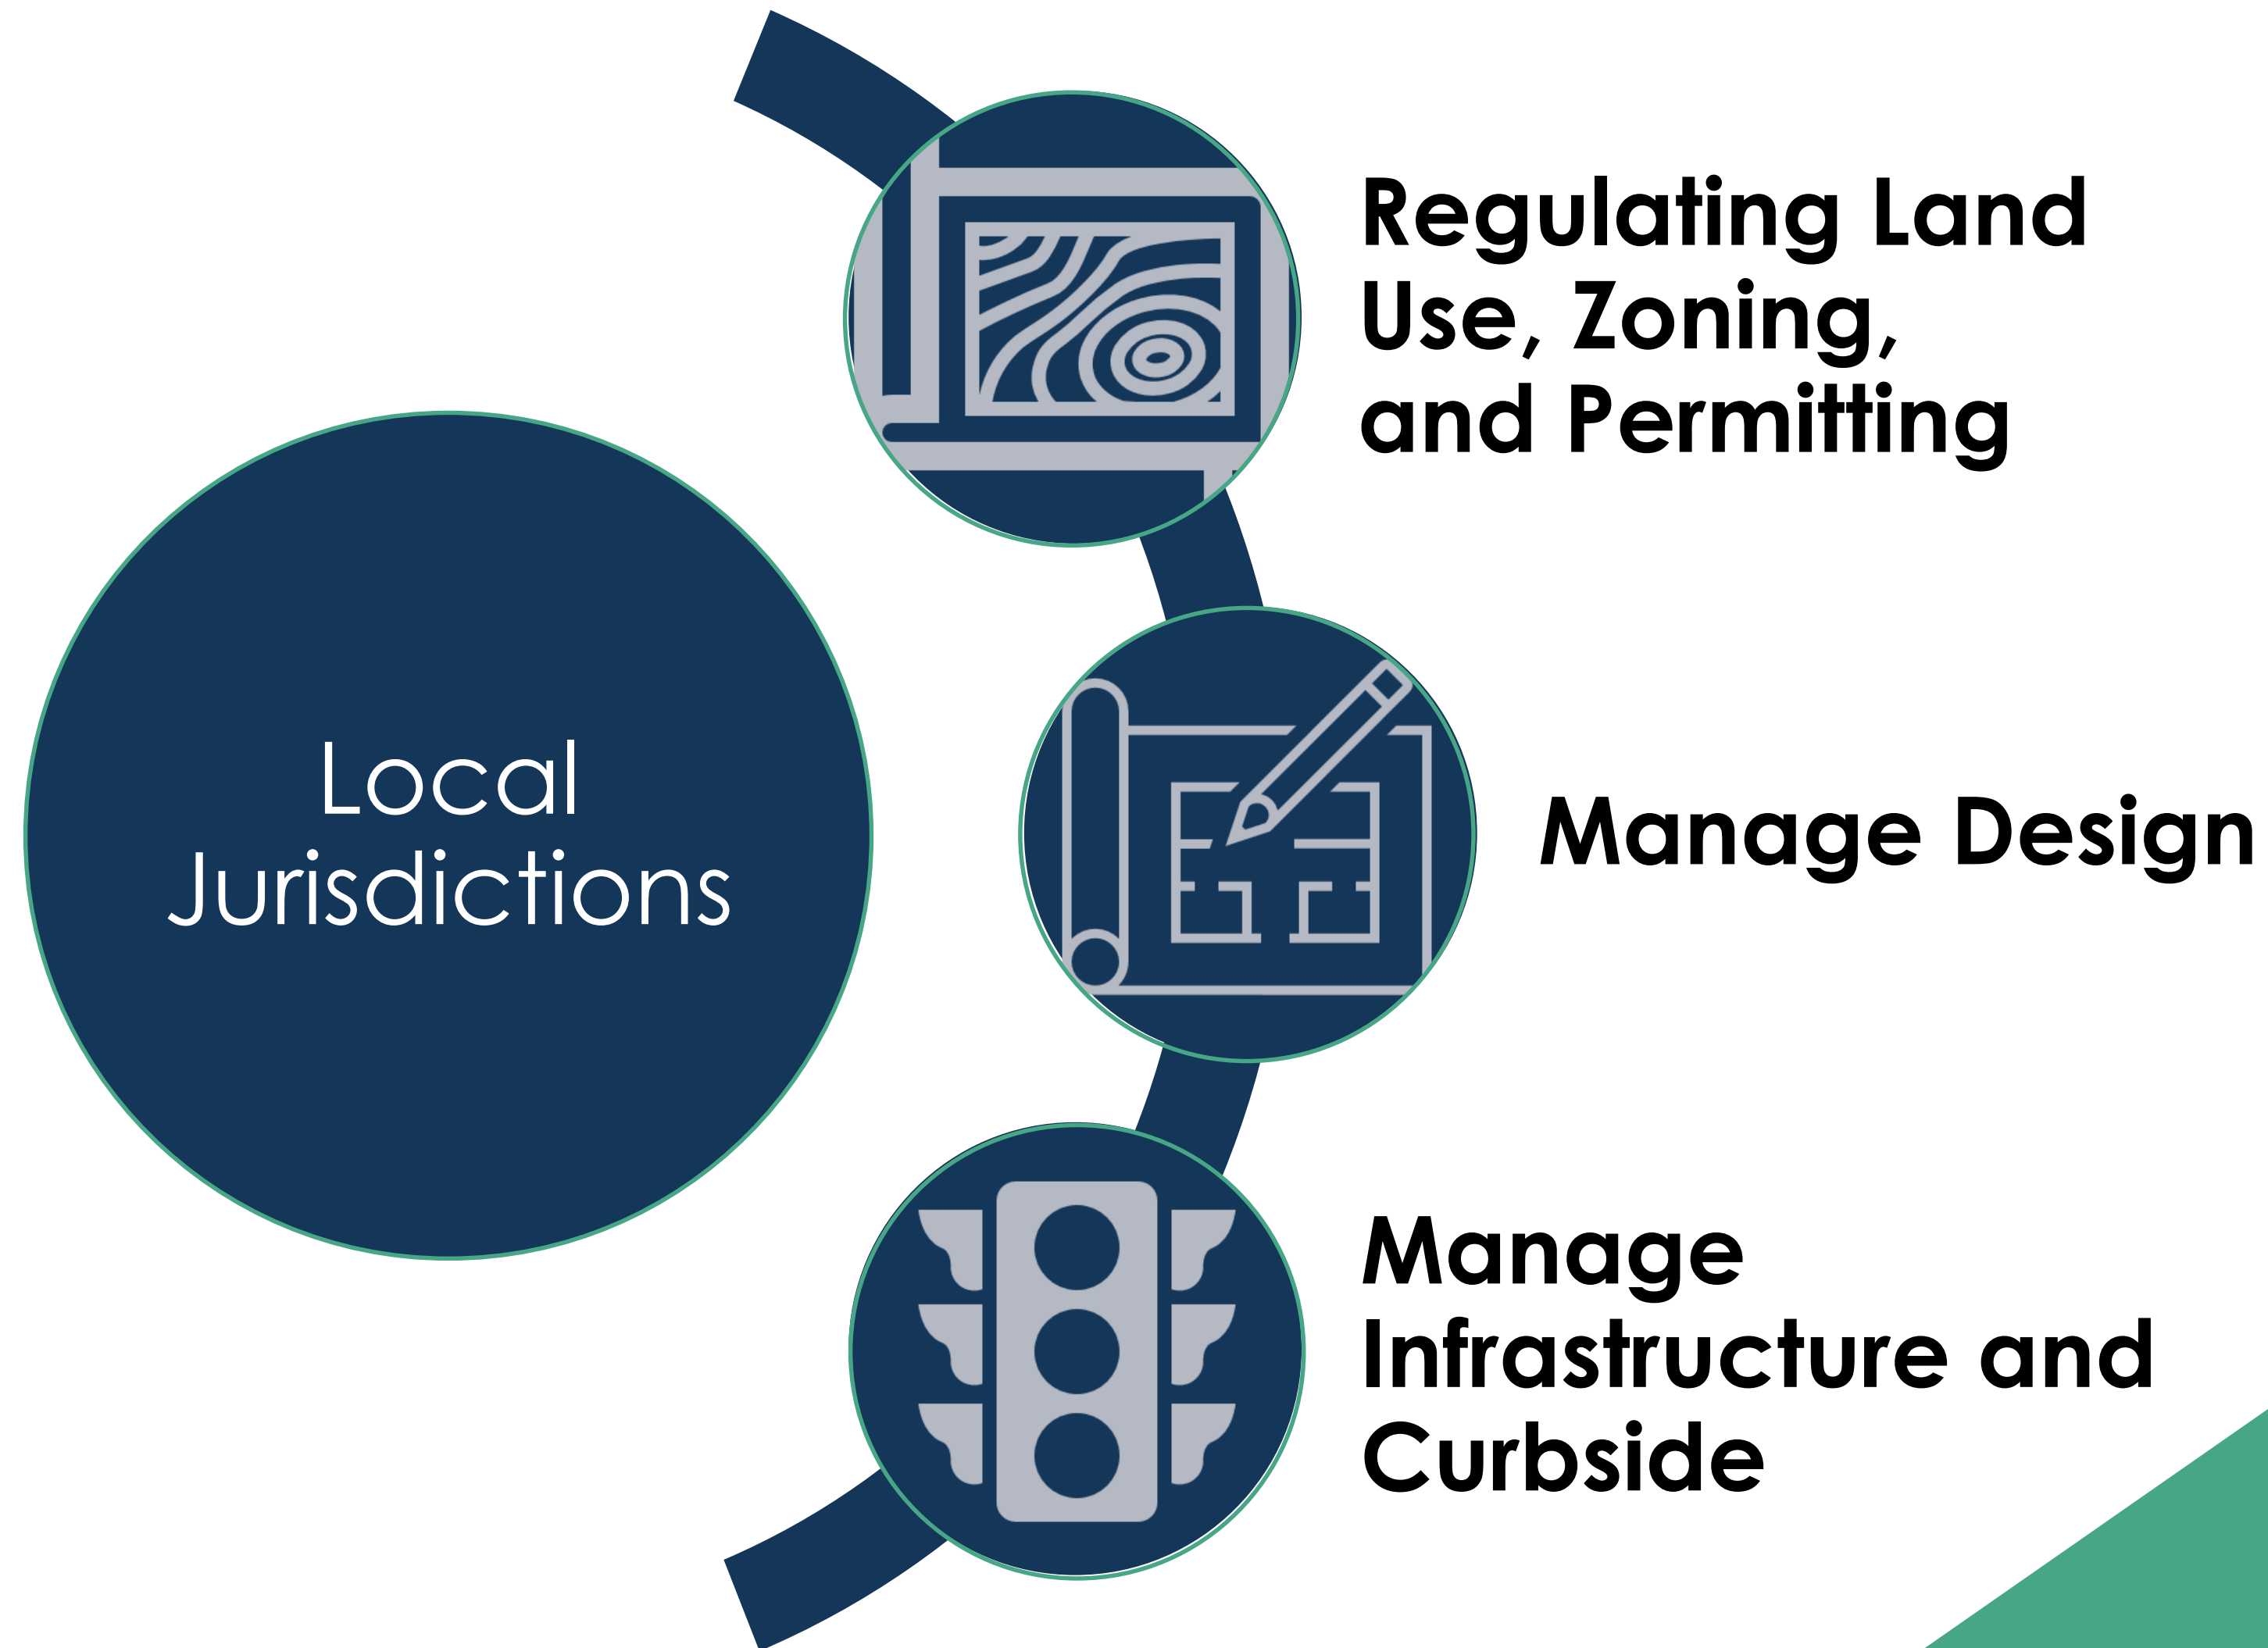 Local
Jurisdictions
Regulating Land
Use, Zoning,
and Permitting
Manage Design
Manage
Infrastructure and
Curbside